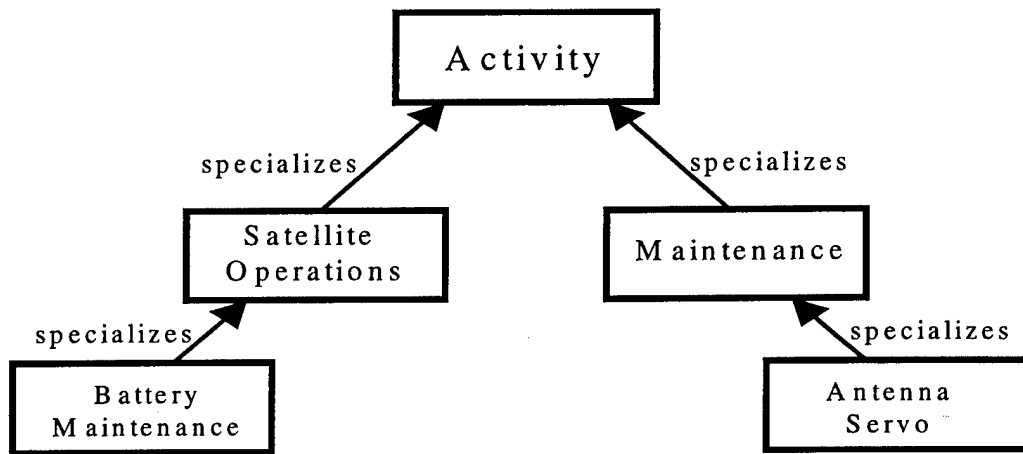 Activity
specializes
specializes
Satellite
Operations
Maintenance
specializes
specializes
Battery
Maintenance
Antenna
Servo